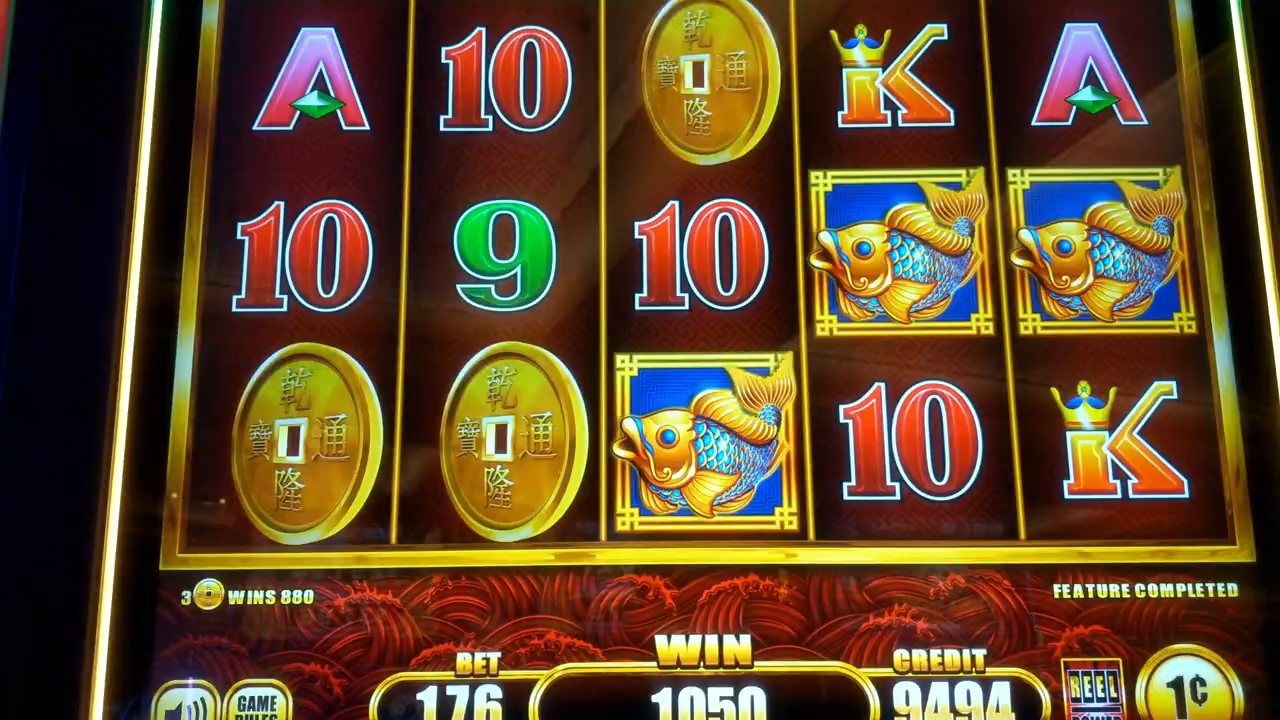 A 10 乾隆通寶 K A
10 9 10
乾隆通寶 乾隆通寶 10 K
3 WINS 880 FEATURE COMPLETED
BET WIN CREDIT
176 1050 9494
GAME RULES REEL POWER 1¢